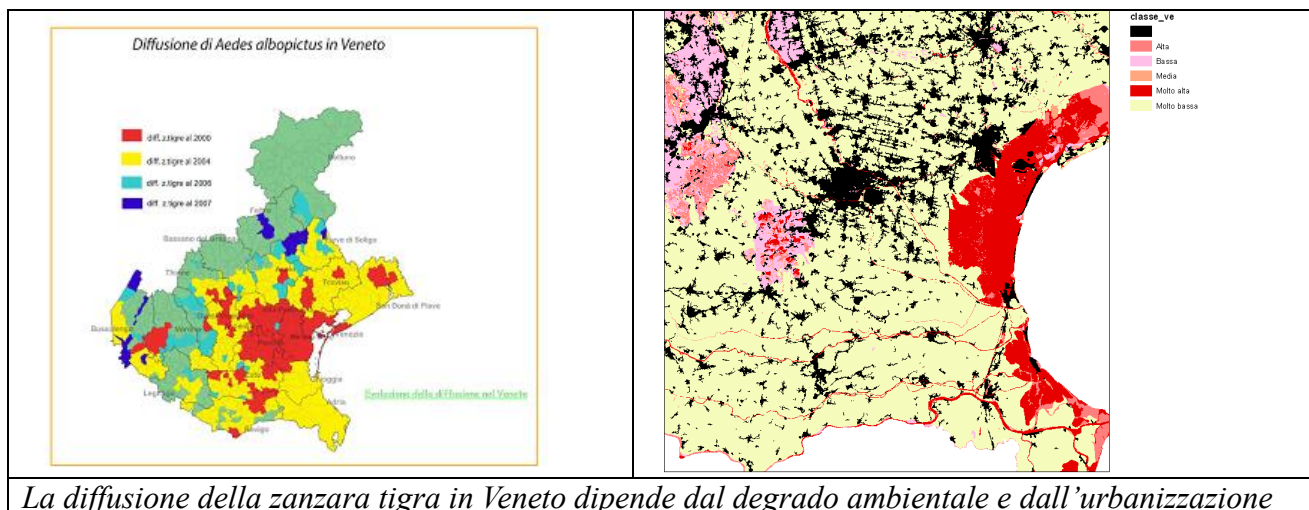 Diffusione di Aedes albopictus in Veneto
diff. z.tigre al 2000
diff. z.tigre al 2004
diff. z.tigre al 2006
diff. z.tigre al 2007
Belluno
Bassano del Grappa
Pieve di Soligo
Thiene
Treviso
San Donà di Piave
Bussolengo
Verona
Chioggia
Legnago
Adria
Rovigo
Evoluzione della diffusione nel Veneto
classe_ve
Alta
Bassa
Media
Molto alta
Molto bassa
La diffusione della zanzara tigra in Veneto dipende dal degrado ambientale e dall'urbanizzazione